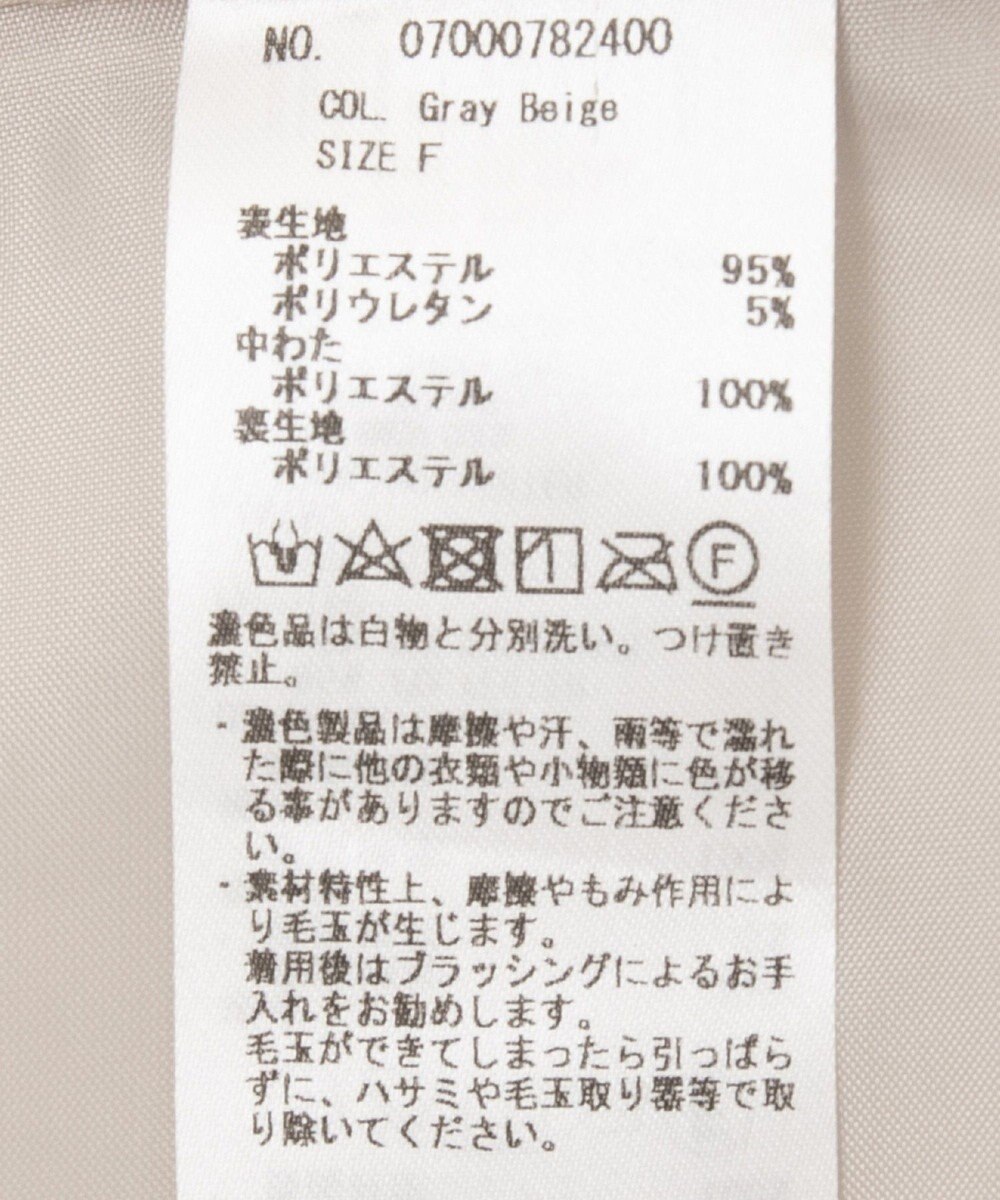 NO. 07000782400
COL. Gray Beige
SIZE F
表生地
ポリエステル 95%
ポリウレタン 5%
中わた
ポリエステル 100%
裏生地
ポリエステル 100%
F
濃色品は白物と分別洗い。つけ置き
禁止。
・濃色製品は摩擦や汗、雨等で濡れ
た際に他の衣類や小物類に色が移
る事がありますのでご注意くださ
い。
・素材特性上、摩擦やもみ作用によ
り毛玉が生じます。
着用後はブラッシングによるお手
入れをお勧めします。
毛玉ができてしまったら引っぱら
ずに、ハサミや毛玉取り器等で取
り除いてください。